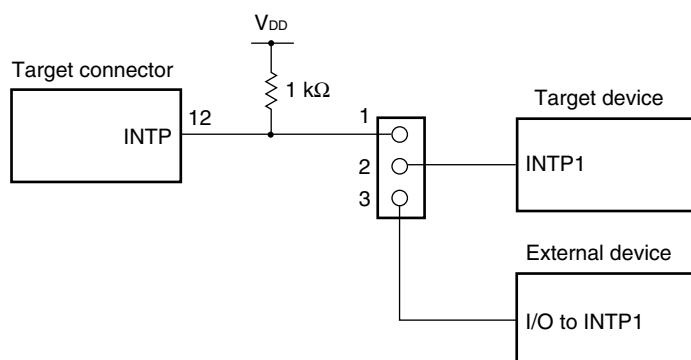 VDD
Target connector
1 kΩ
Target device
12
1
INTP
2
INTP1
3
External device
I/O to INTP1